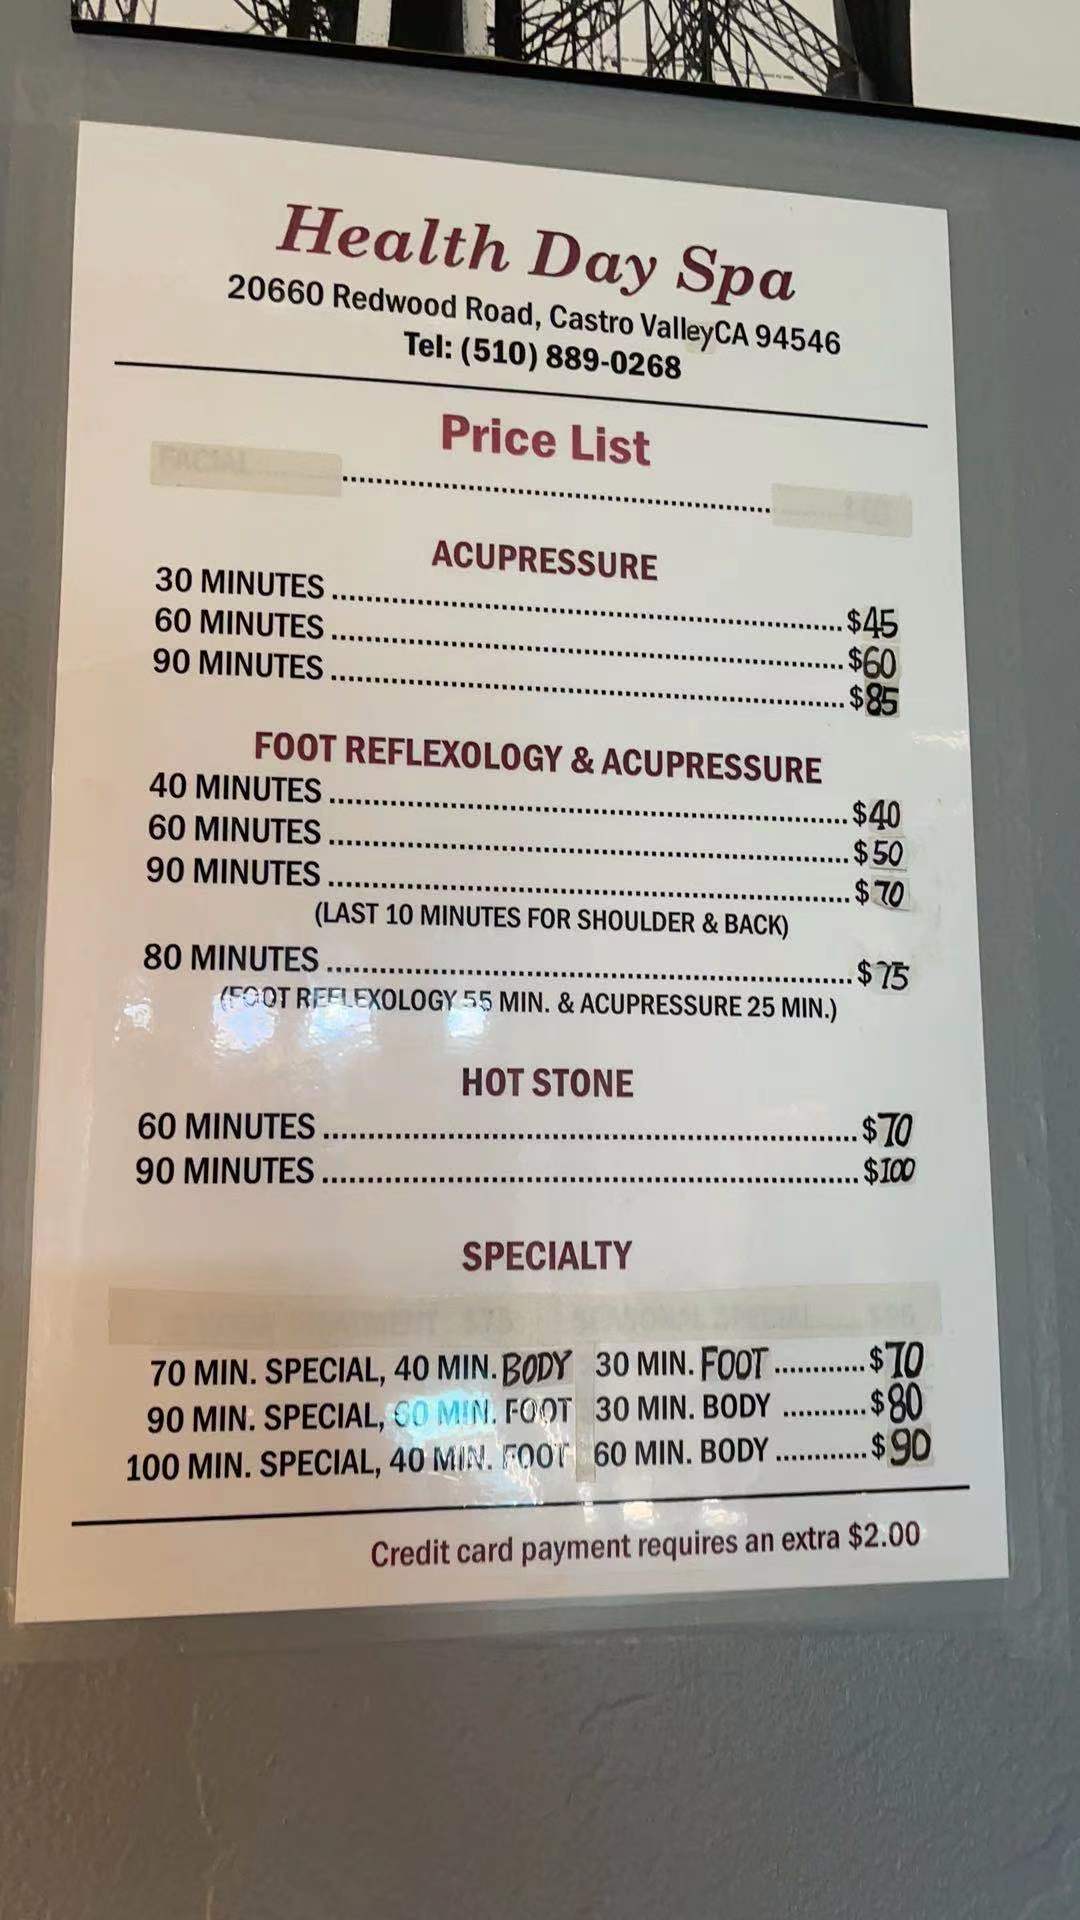 Health Day Spa
20660 Redwood Road, Castro ValleyCA 94546
Tel: (510) 889-0268
Price List
FACIAL
ACUPRESSURE
30 MINUTES ........ $45
60 MINUTES ........ $60
90 MINUTES ........ $85
FOOT REFLEXOLOGY & ACUPRESSURE
40 MINUTES ........ $40
60 MINUTES ........ $50
90 MINUTES ........ $70
(LAST 10 MINUTES FOR SHOULDER & BACK)
80 MINUTES ........ $75
(FOOT REFLEXOLOGY 55 MIN. & ACUPRESSURE 25 MIN.)
HOT STONE
60 MINUTES ........ $70
90 MINUTES ........ $100
SPECIALTY
$75 SEASONAL SPECIAL
70 MIN. SPECIAL, 40 MIN. BODY 30 MIN. FOOT ............ $70
90 MIN. SPECIAL, 60 MIN. FOOT 30 MIN. BODY ........... $80
100 MIN. SPECIAL, 40 MIN. FOOT 60 MIN. BODY ............ $90
Credit card payment requires an extra $2.00